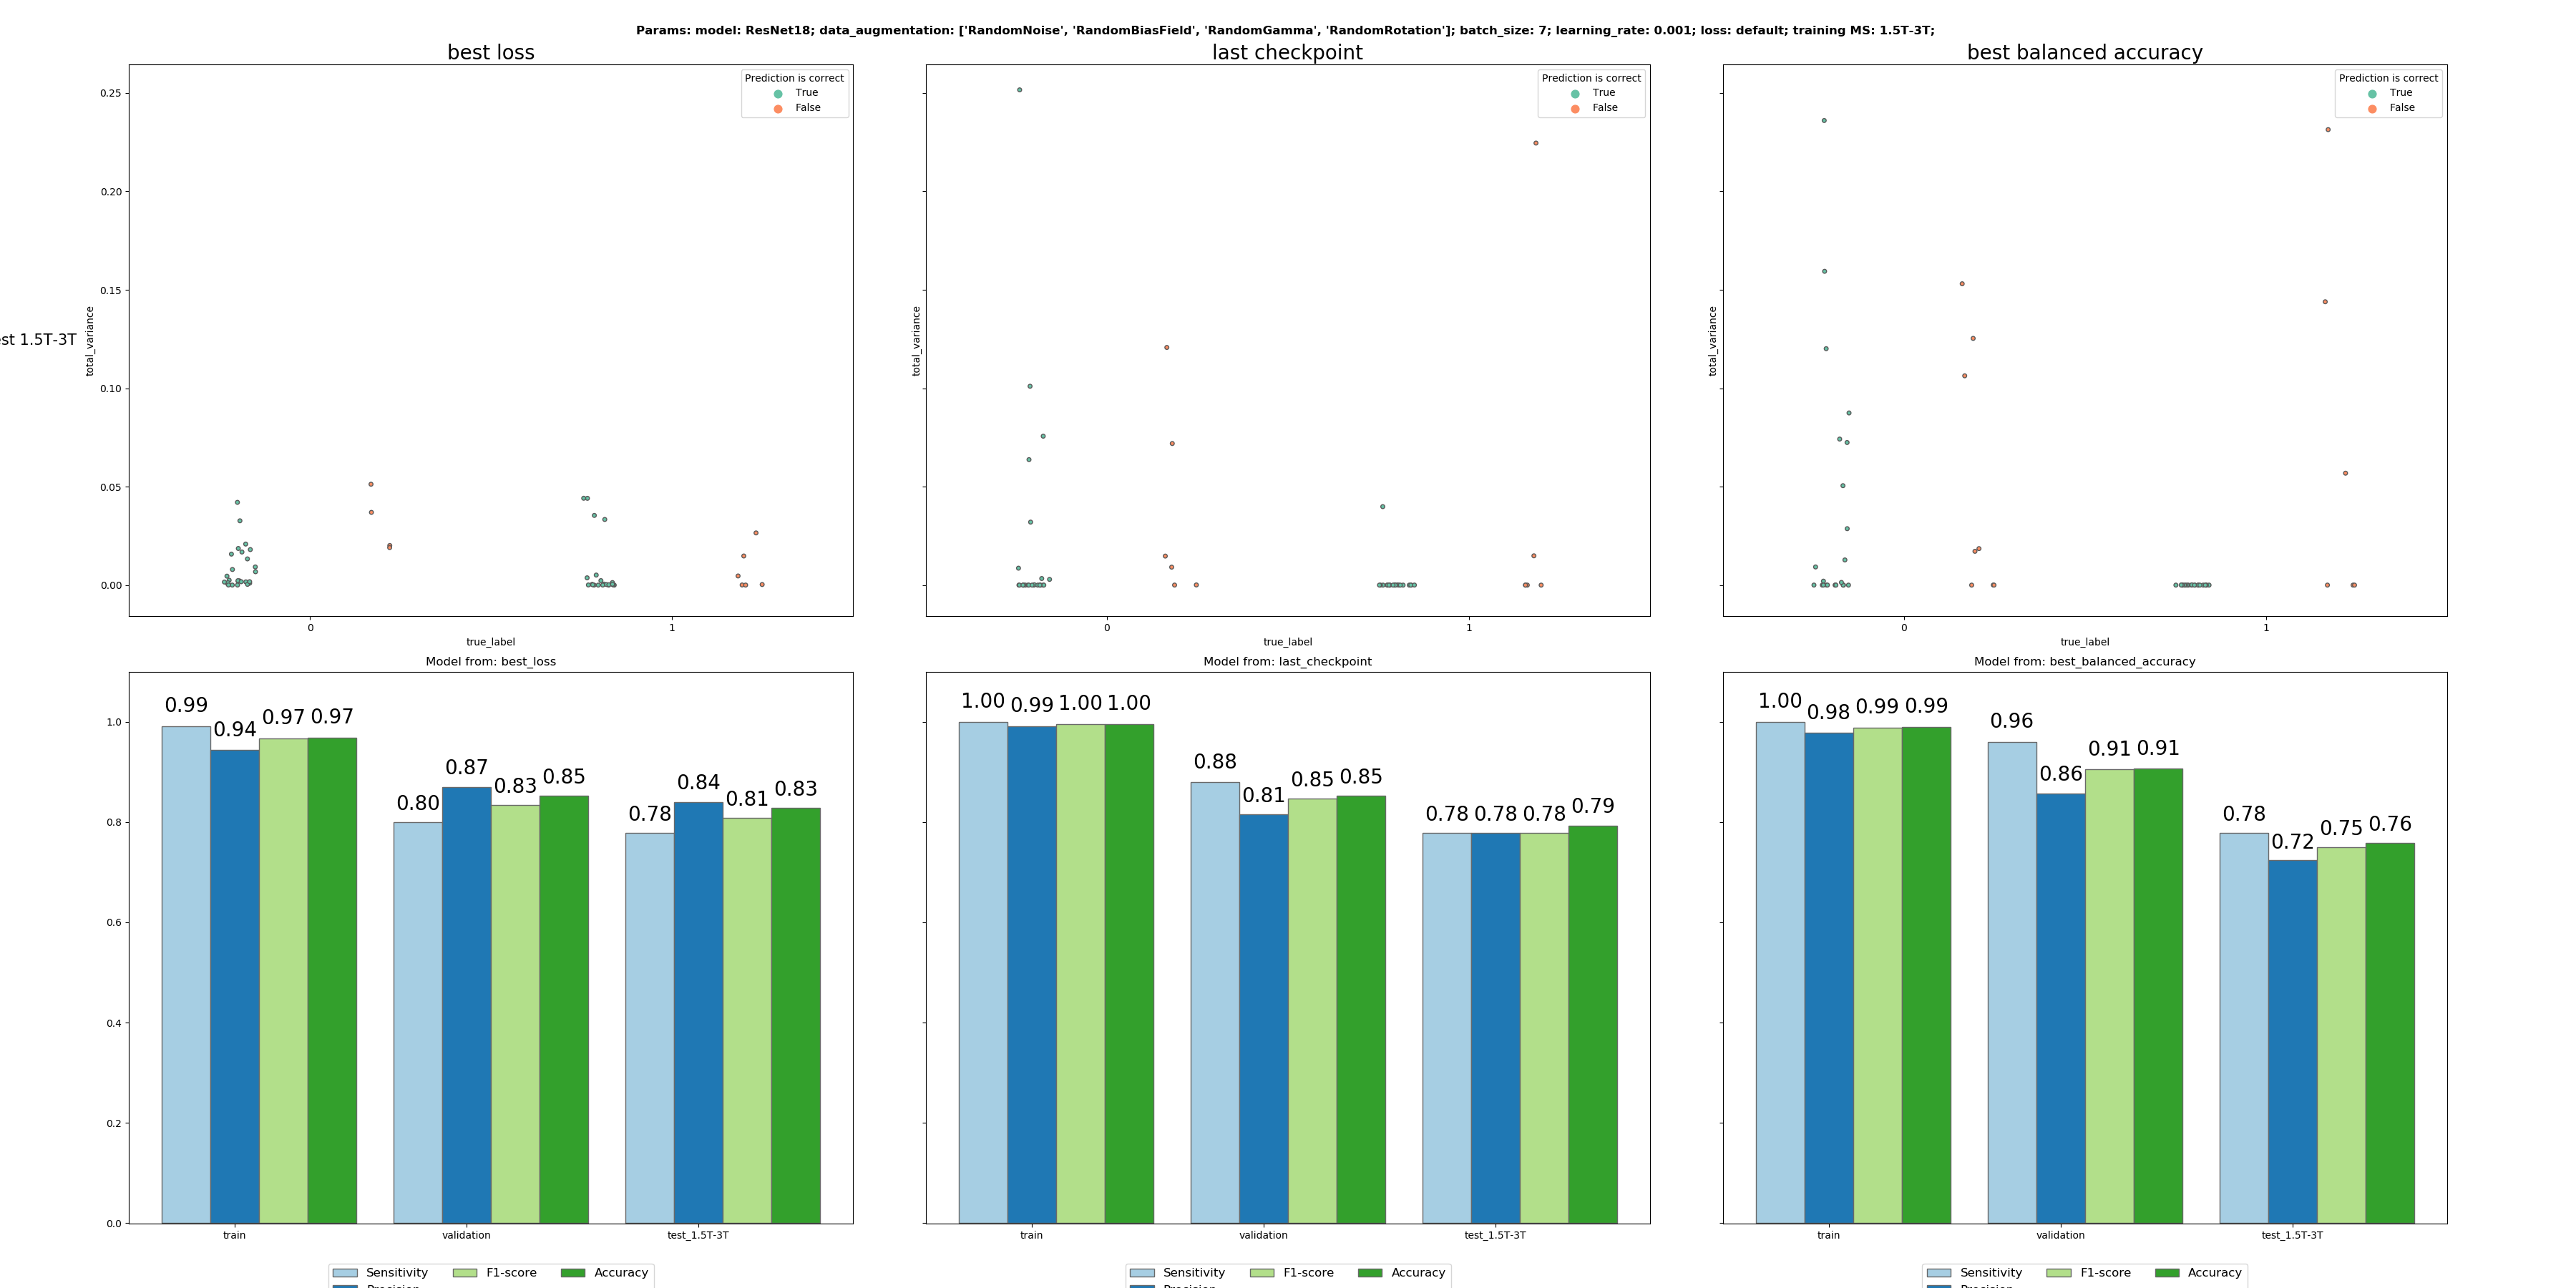 Params: model: ResNet18; data_augmentation: ['RandomNoise', 'RandomBiasField', 'RandomGamma', 'RandomRotation']; batch_size: 7; learning_rate: 0.001; loss: default; training MS: 1.5T-3T;
best loss
last checkpoint
best balanced accuracy
Prediction is correct
True
False
Prediction is correct
True
False
Prediction is correct
True
False
0.25
0.20
0.15
0.10
0.05
0.00
est 1.5T-3T
total_variance
total_variance
total_variance
0 1
0 1
0 1
true_label
true_label
true_label
Model from: best_loss
Model from: last_checkpoint
Model from: best_balanced_accuracy
1.0
0.8
0.6
0.4
0.2
0.0
0.99 0.94 0.97 0.97
0.80 0.87 0.83 0.85
0.78 0.84 0.81 0.83
1.00 0.99 1.00 1.00
0.88 0.81 0.85 0.85
0.78 0.78 0.78 0.79
1.00 0.98 0.99 0.99
0.96 0.86 0.91 0.91
0.78 0.72 0.75 0.76
train validation test_1.5T-3T
train validation test_1.5T-3T
train validation test_1.5T-3T
Sensitivity F1-score Accuracy
Precision
Sensitivity F1-score Accuracy
Precision
Sensitivity F1-score Accuracy
Precision